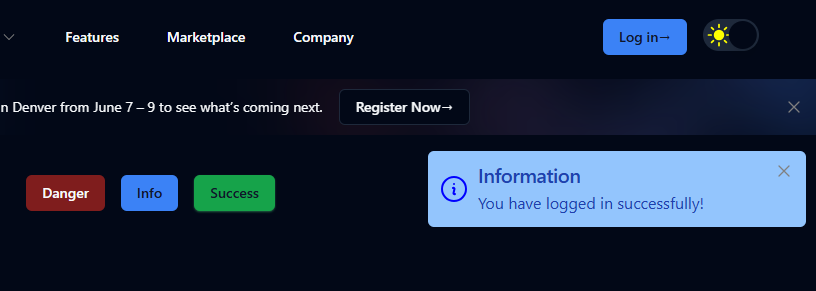 Features Marketplace Company Log in→
n Denver from June 7 – 9 to see what's coming next. Register Now→
Danger Info Success
Information
You have logged in successfully!